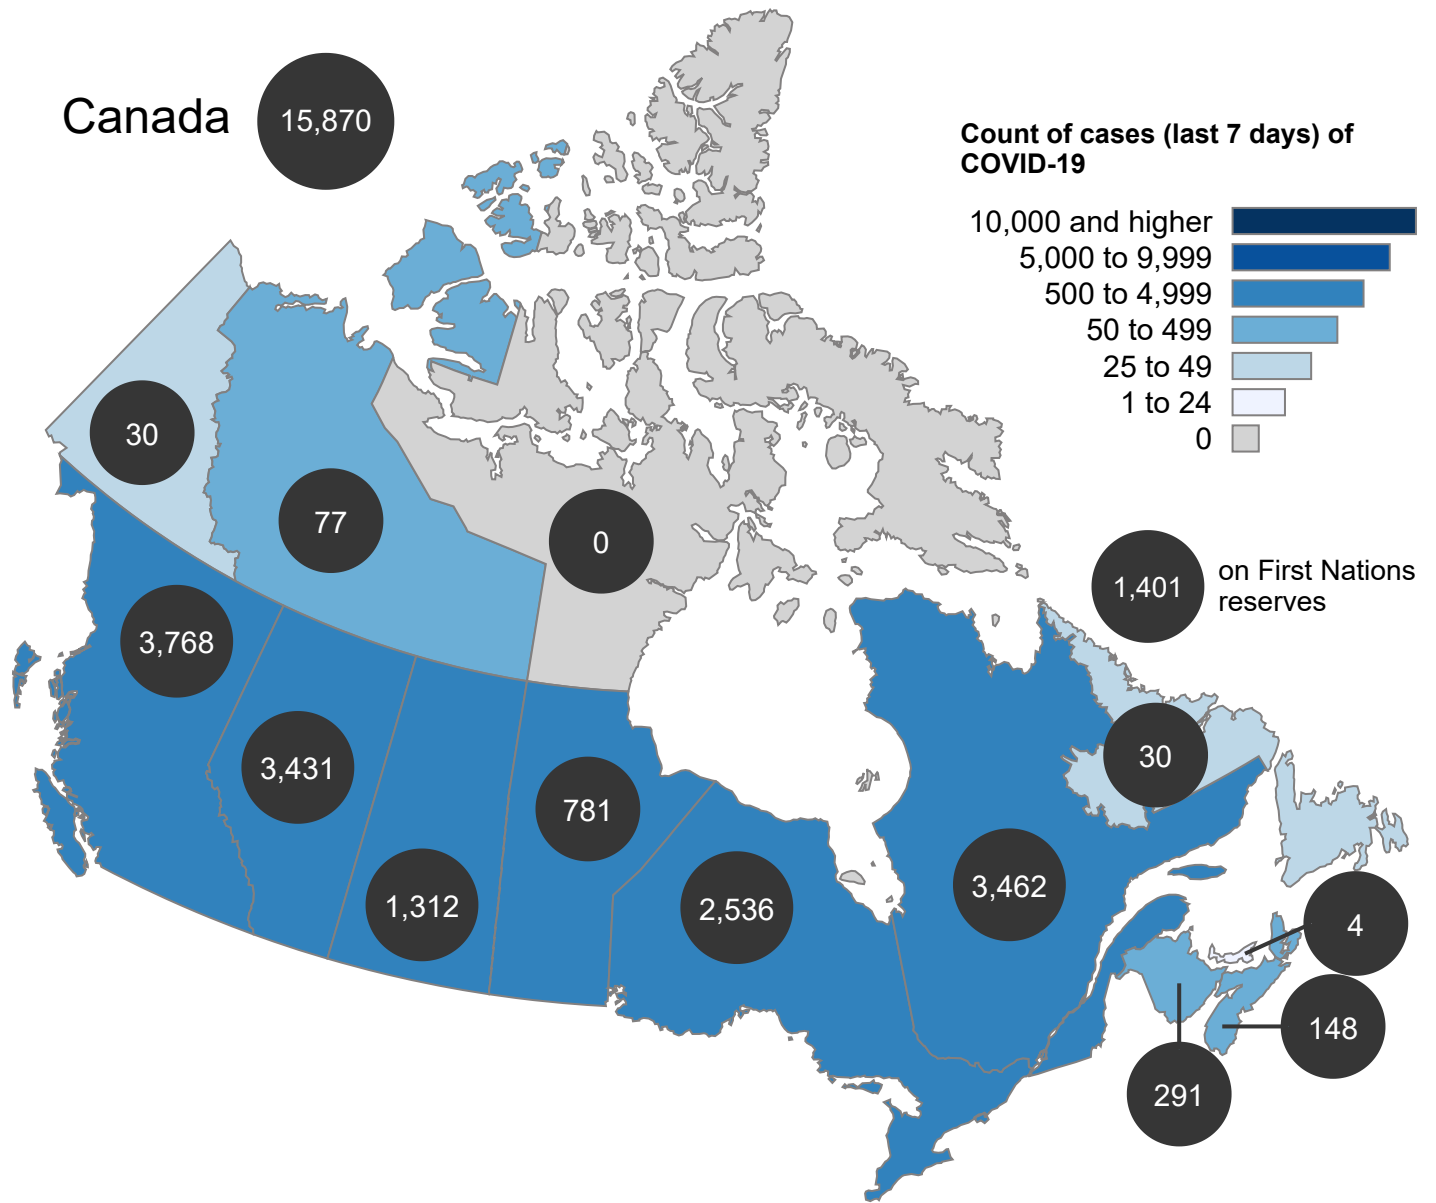 Canada
15,870
Count of cases (last 7 days) of
COVID-19
10,000 and higher
5,000 to 9,999
500 to 4,999
50 to 499
25 to 49
1 to 24
0
30
77
0
1,401
on First Nations
reserves
3,768
3,431
1,312
781
2,536
3,462
30
4
148
291